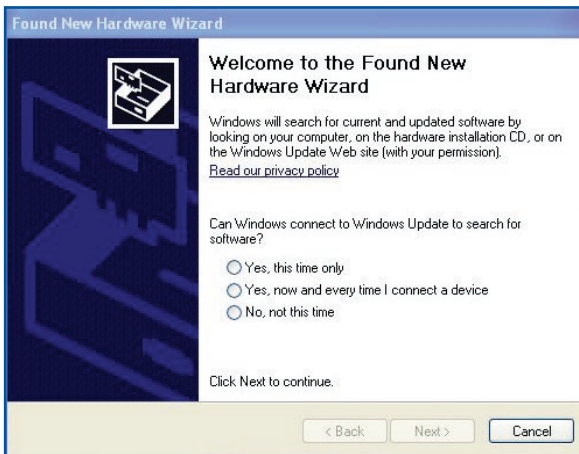 Found New Hardware Wizard
Welcome to the Found New
Hardware Wizard
Windows will search for current and updated software by
looking on your computer, on the hardware installation CD, or on
the Windows Update Web site (with your permission).
Read our privacy policy
Can Windows connect to Windows Update to search for
software?
Yes, this time only
Yes, now and every time I connect a device
No, not this time
Click Next to continue.
< Back
Next >
Cancel